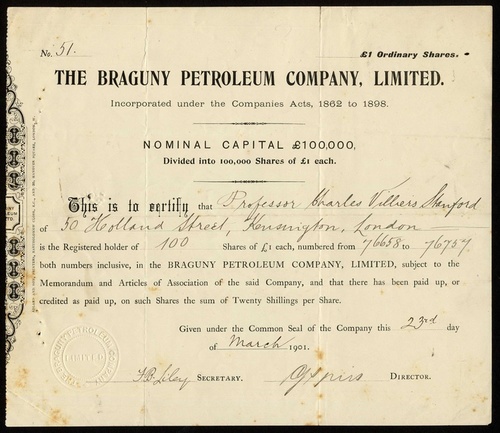 No. 51.
£1 Ordinary Shares.
THE BRAGUNY PETROLEUM COMPANY, LIMITED.
Incorporated under the Companies Acts, 1862 to 1898.
NOMINAL CAPITAL £100,000,
Divided into 100,000 Shares of £1 each.
This is to certify that Professor Charles Villiers Stanford
of 50 Holland Street, Kensington, London
is the Registered holder of 100 Shares of £1 each, numbered from 76658 to 76757
both numbers inclusive, in the BRAGUNY PETROLEUM COMPANY, LIMITED, subject to the
Memorandum and Articles of Association of the said Company, and that there has been paid up, or
credited as paid up, on such Shares the sum of Twenty Shillings per Share.
Given under the Common Seal of the Company this 23rd day
of March 1901.
SECRETARY.
DIRECTOR.
THE BRAGUNY PETROLEUM COMPANY
LIMITED